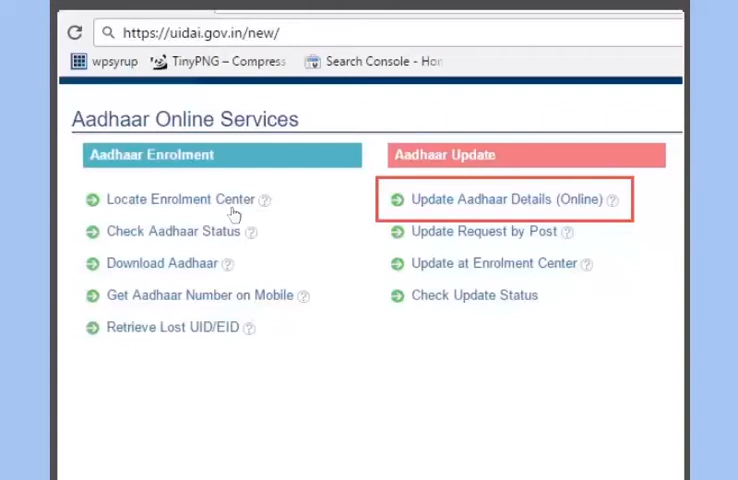 https://uidai.gov.in/new/
wpsyrup TinyPNG – Compress Search Console - Hon
Aadhaar Online Services
Aadhaar Enrolment
Locate Enrolment Center ?
Check Aadhaar Status ?
Download Aadhaar ?
Get Aadhaar Number on Mobile ?
Retrieve Lost UID/EID ?
Aadhaar Update
Update Aadhaar Details (Online) ?
Update Request by Post ?
Update at Enrolment Center ?
Check Update Status